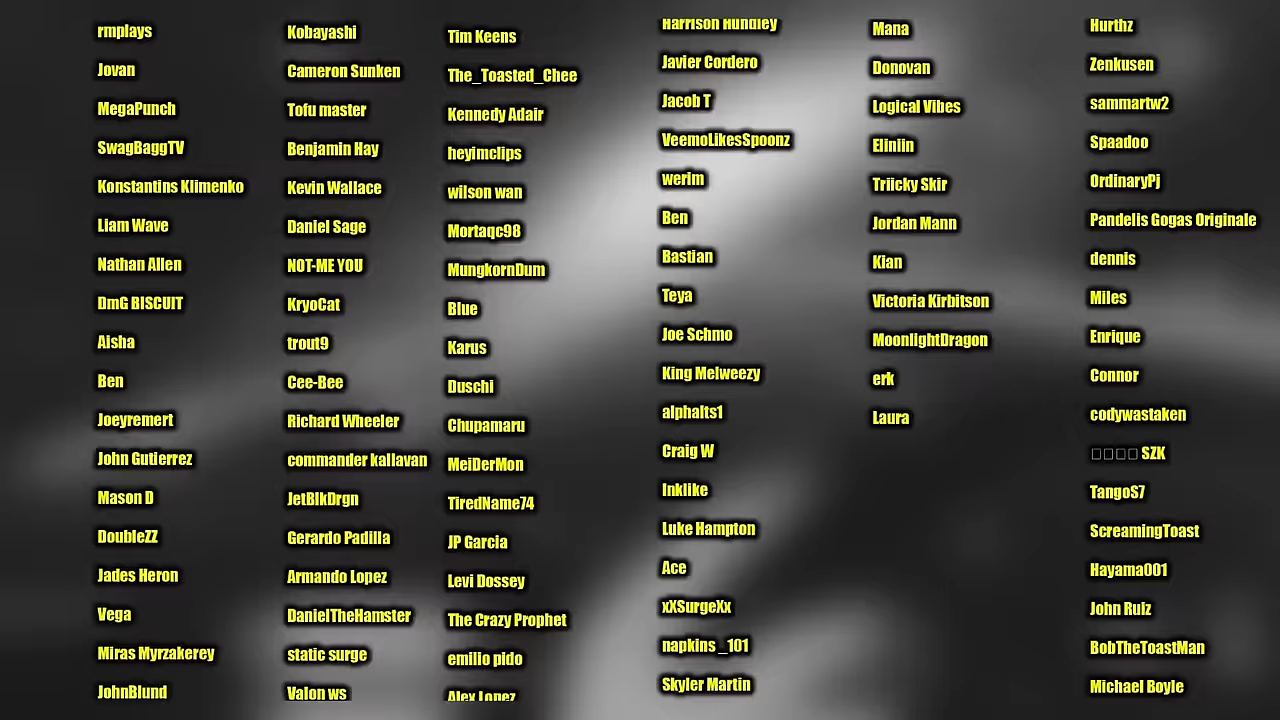 rmplays
Jovan
MegaPunch
SwagBaggTV
Konstantins Klimenko
Liam Wave
Nathan Allen
DmG BISCUIT
Aisha
Ben
Joeyremert
John Gutierrez
Mason D
DoubleZZ
Jades Heron
Vega
Miras Myrzakerey
JohnBlund
Kobayashi
Cameron Sunken
Tofu master
Benjamin Hay
Kevin Wallace
Daniel Sage
NOT-ME YOU
KryoCat
trout9
Cee-Bee
Richard Wheeler
commander kallavan
JetBlkDrgn
Gerardo Padilla
Armando Lopez
DanielTheHamster
static surge
Valon ws
Tim Keens
The_Toasted_Chee
Kennedy Adair
heyimclips
wilson wan
Mortaqc98
MungkornDum
Blue
Karus
Duschi
Chupamaru
MeiDerMon
TiredName74
JP Garcia
Levi Dossey
The Crazy Prophet
emilio pido
Alex Lopez
Harrison Hundley
Javier Cordero
Jacob T
VeemoLikesSpoonz
werim
Ben
Bastian
Teya
Joe Schmo
King Melweezy
alphalts1
Craig W
Inklike
Luke Hampton
Ace
xXSurgeXx
napkins _101
Skyler Martin
Mana
Donovan
Logical Vibes
Elinlin
Triicky Skir
Jordan Mann
Kian
Victoria Kirbitson
MoonlightDragon
erk
Laura
Hurthz
Zenkusen
sammartw2
Spaadoo
OrdinaryPj
Pandelis Gogas Originale
dennis
Miles
Enrique
Connor
codywastaken
□□□□ SZK
TangoS7
ScreamingToast
Hayama001
John Ruiz
BobTheToastMan
Michael Boyle